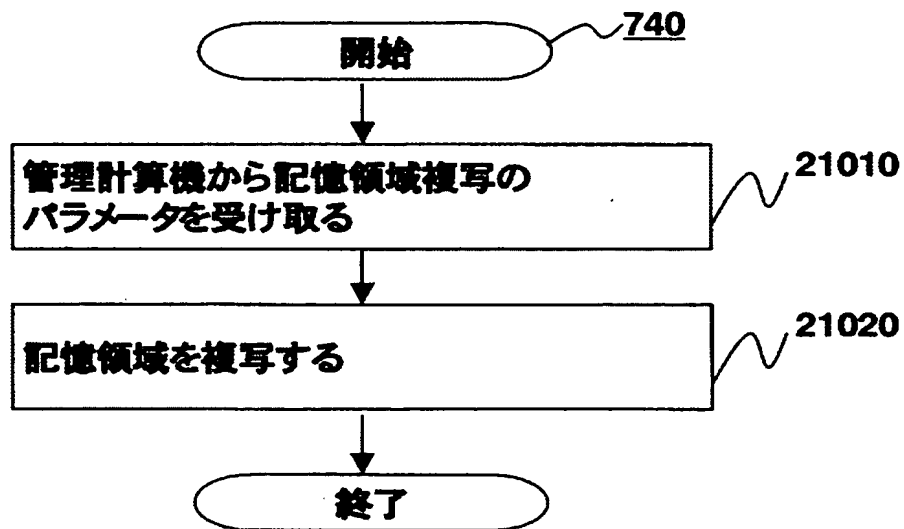 740
開始
管理計算機から記憶領域複写の
パラメータを受け取る
21010
記憶領域を複写する
21020
終了